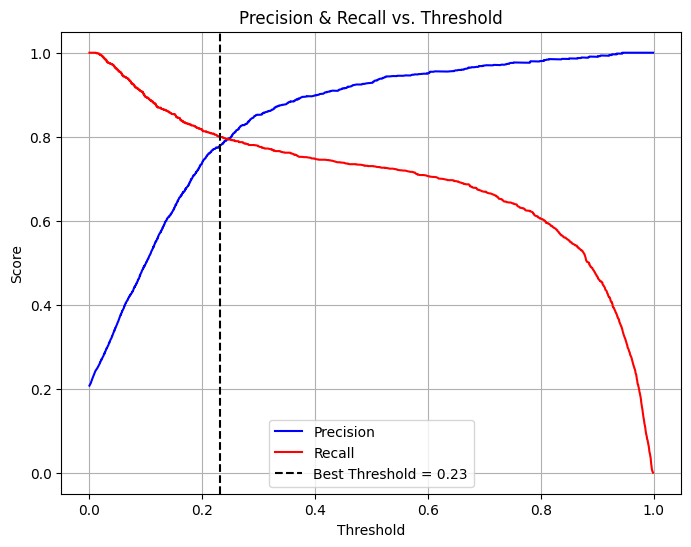 Precision & Recall vs. Threshold
1.0
0.8
0.6
0.4
0.2
0.0
Score
Precision
Recall
Best Threshold = 0.23
0.0 0.2 0.4 0.6 0.8 1.0
Threshold